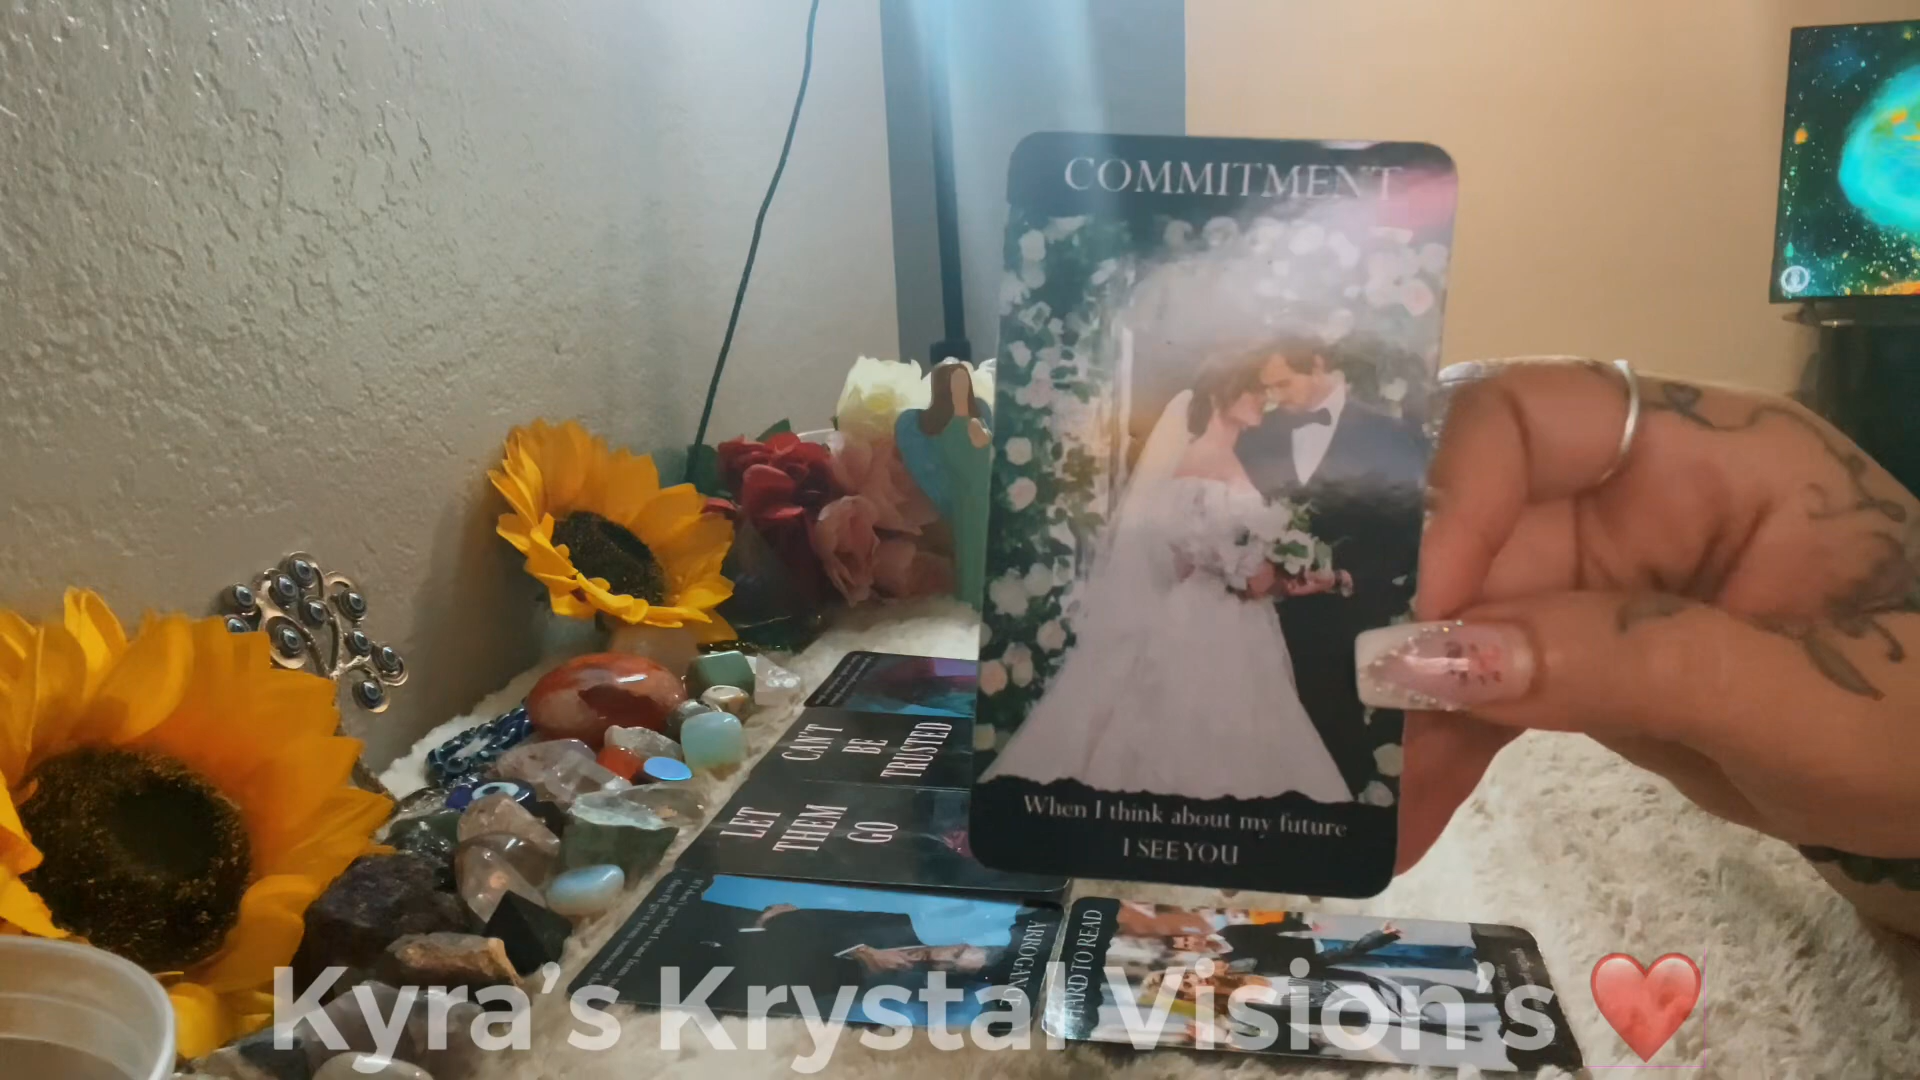 COMMITMENT
When I think about my future
I SEE YOU
CAN'T
BE
TRUSTED
LET
THEM
GO
ARROGANCE
HARD TO READ
Kyra's Krystal Vision's ❤️